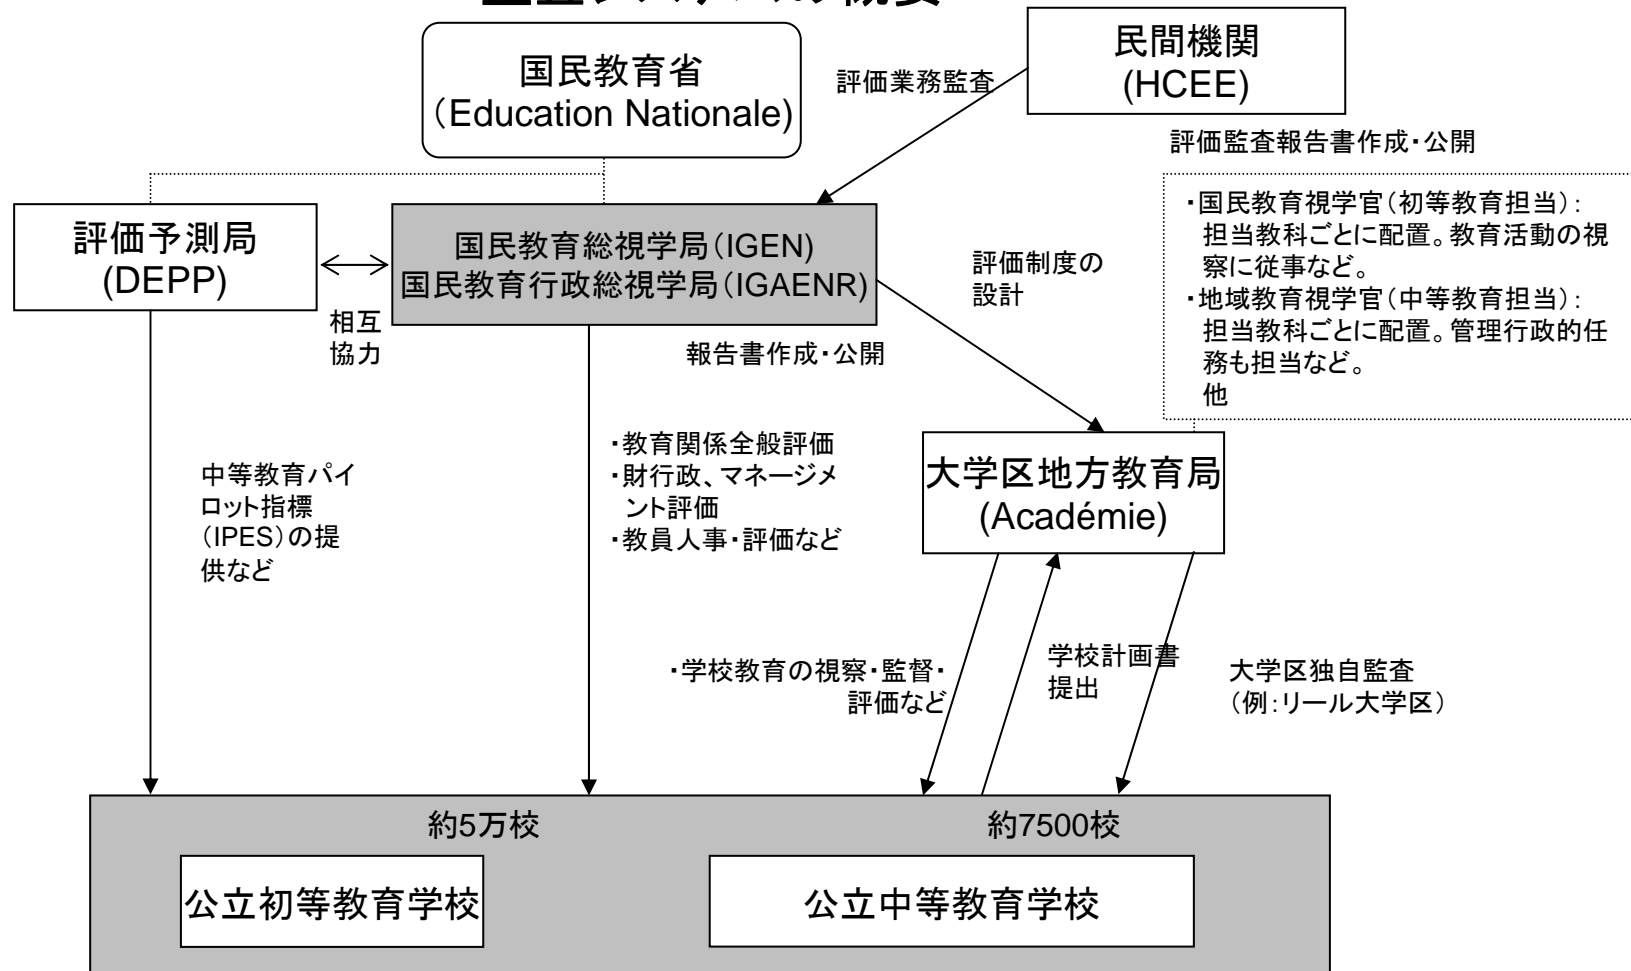 の概要
国民教育省
（Education Nationale）
民間機関
(HCEE)
評価業務監査
評価監査報告書作成・公開
評価予測局
(DEPP)
国民教育総視学局（IGEN）
国民教育行政総視学局（IGAENR）
相互
協力
報告書作成・公開
評価制度の
設計
・国民教育視学官（初等教育担当）：
担当教科ごとに配置。教育活動の視
察に従事など。
・地域教育視学官（中等教育担当）：
担当教科ごとに配置。管理行政的任
務も担当など。
他
中等教育パイ
ロット指標
（IPES）の提
供など
・教育関係全般評価
・財行政、マネージメ
ント評価
・教員人事・評価など
大学区地方教育局
(Académie)
・学校教育の視察・監督・
評価など
学校計画書
提出
大学区独自監査
（例：リール大学区）
約5万校
約7500校
公立初等教育学校
公立中等教育学校